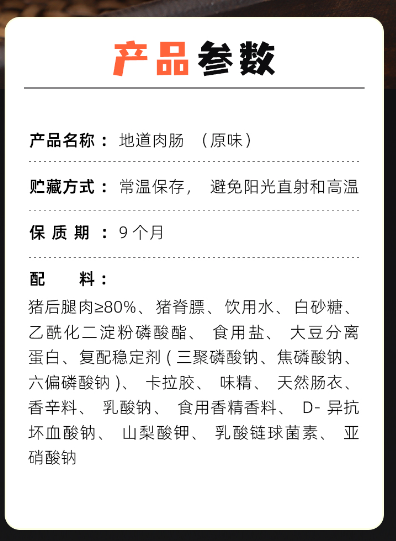 产品参数
产品名称： 地道肉肠 （原味）
贮藏方式： 常温保存， 避免阳光直射和高温
保 质 期 ： 9 个月
配 料：
猪后腿肉≥80%、猪脊膘、饮用水、白砂糖、
乙酰化二淀粉磷酸酯、 食用盐、 大豆分离
蛋白、复配稳定剂 ( 三聚磷酸钠、焦磷酸钠、
六偏磷酸钠 )、 卡拉胶、 味精、 天然肠衣、
香辛料、 乳酸钠、 食用香精香料、 D- 异抗
坏血酸钠、 山梨酸钾、 乳酸链球菌素、 亚
硝酸钠